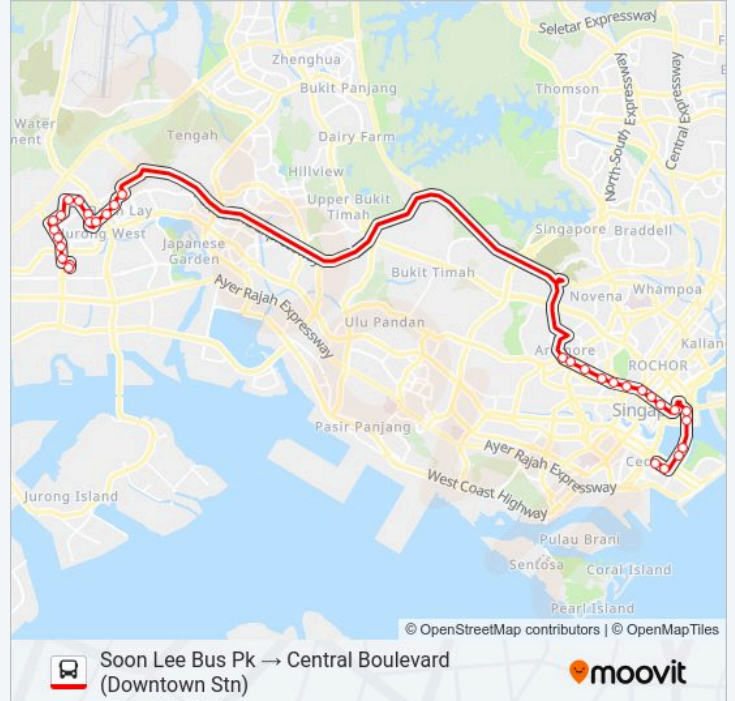 Seletar Expressway
Zhenghua
Bukit Panjang
Thomson
North-South Expressway
Central Expressway
Water
Tengah
Dairy Farm
Hillview
Upper Bukit
Timah
Lay
Jurong West
Japanese
Garden
Singapore
Braddell
Bukit Timah
Novena
Whampoa
Ayer Rajah Expressway
Ulu Pandan
Kallan
ROCHOR
Singap
Pasir Panjang
Ayer Rajah Expressway
Cec
West Coast Highway
Jurong Island
Pulau Brani
Sentosa
Coral Island
Pearl Island
© OpenStreetMap contributors | © OpenMapTiles
Soon Lee Bus Pk → Central Boulevard
(Downtown Stn)
moovit